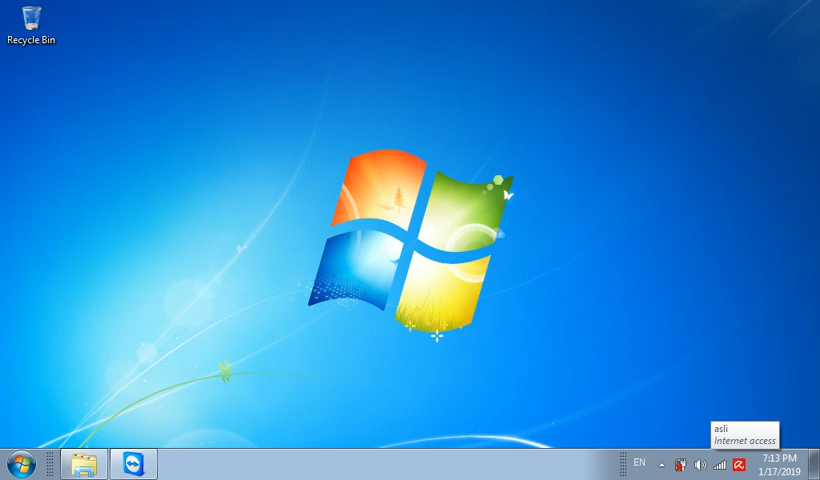 Recycle Bin
asli
Internet access
EN
7:13 PM
1/17/2019